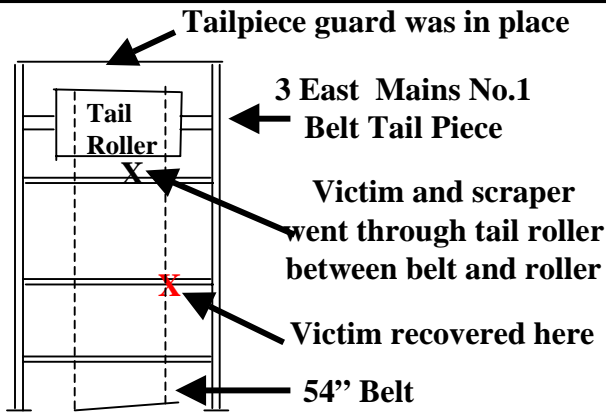 Tailpiece guard was in place
3 East Mains No.1
Belt Tail Piece
Tail
Roller
X
Victim and scraper
went through tail roller
between belt and roller
X
Victim recovered here
54” Belt